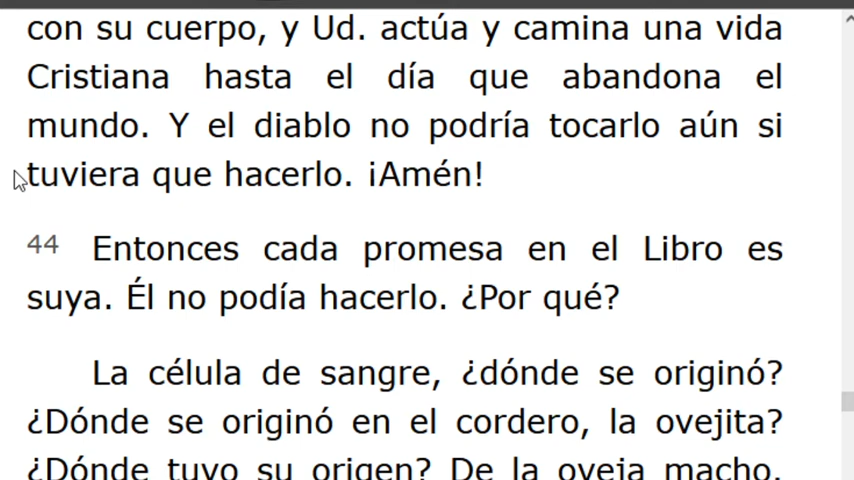 con su cuerpo, y Ud. actúa y camina una vida
Cristiana hasta el día que abandona el
mundo. Y el diablo no podría tocarlo aún si
tuviera que hacerlo. ¡Amén!
44 Entonces cada promesa en el Libro es
suya. Él no podía hacerlo. ¿Por qué?
La célula de sangre, ¿dónde se originó?
¿Dónde se originó en el cordero, la ovejita?
¿Dónde tuvo su origen? De la oveja macho.